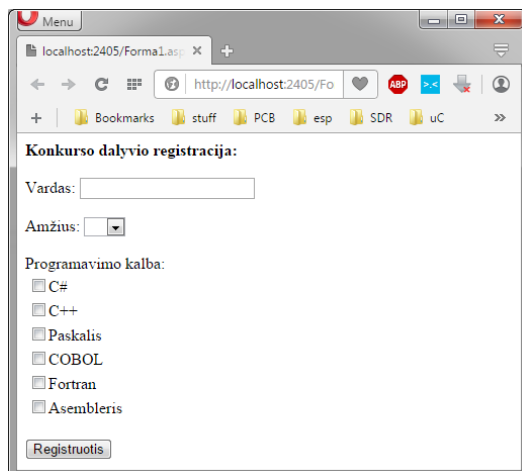 Menu
localhost:2405/Forma1.asp
http://localhost:2405/Fo
ABP
Bookmarks stuff PCB esp SDR uC
Konkurso dalyvio registracija:
Vardas:
Amžius:
Programavimo kalba:
C#
C++
Paskalis
COBOL
Fortran
Asembleris
Registruotis